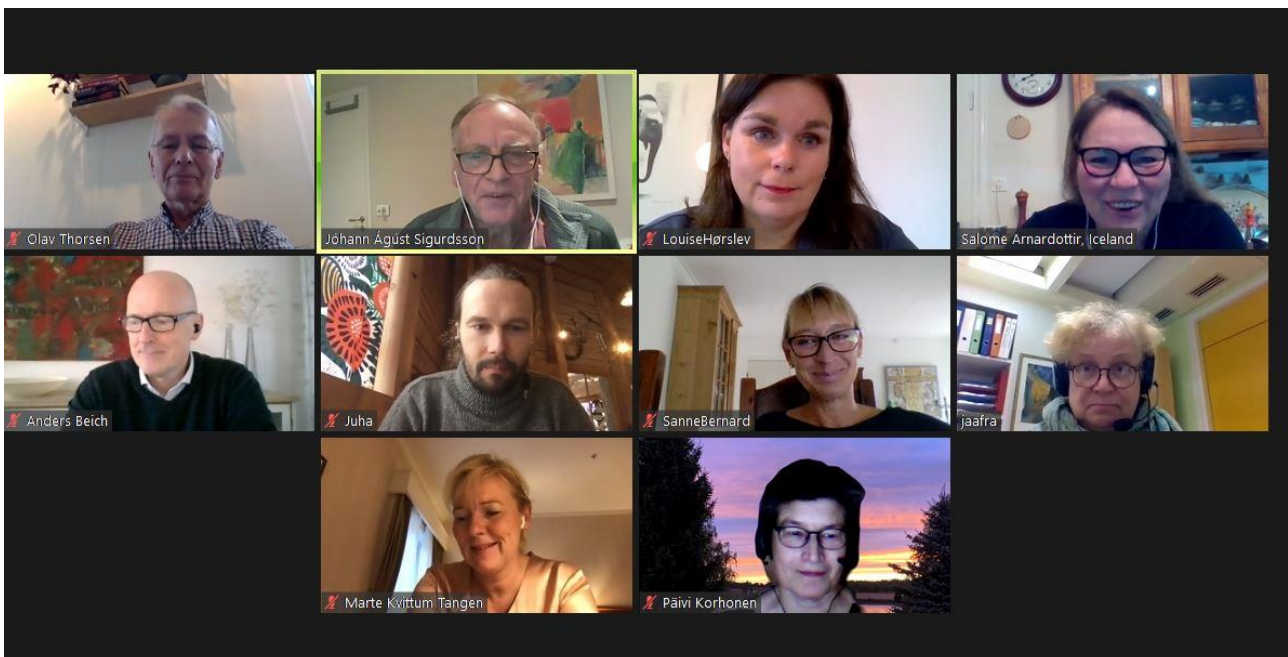 Olav Thorsen
Jóhann Ágúst Sigurdsson
LouiseHørslev
Salome Arnardottir, Iceland
Anders Beich
Juha
SanneBernard
jaafra
Marte Kvittum Tangen
Päivi Korhonen